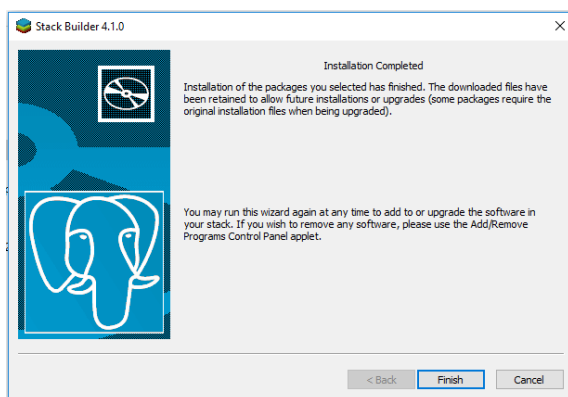 Stack Builder 4.1.0
Installation Completed
Installation of the packages you selected has finished. The downloaded files have
been retained to allow future installations or upgrades (some packages require the
original installation files when being upgraded).
You may run this wizard again at any time to add to or upgrade the software in
your stack. If you wish to remove any software, please use the Add/Remove
Programs Control Panel applet.
< Back Finish Cancel